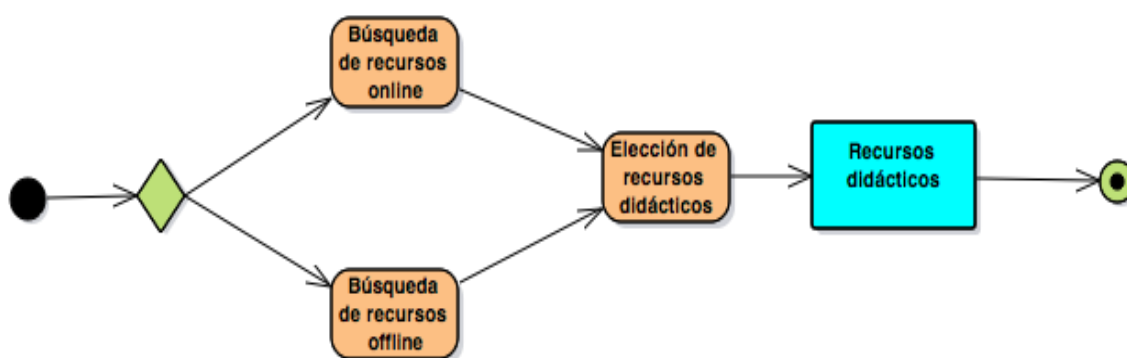 Búsqueda
de recursos
online
Elección de
recursos
didácticos
Recursos
didácticos
Búsqueda
de recursos
offline